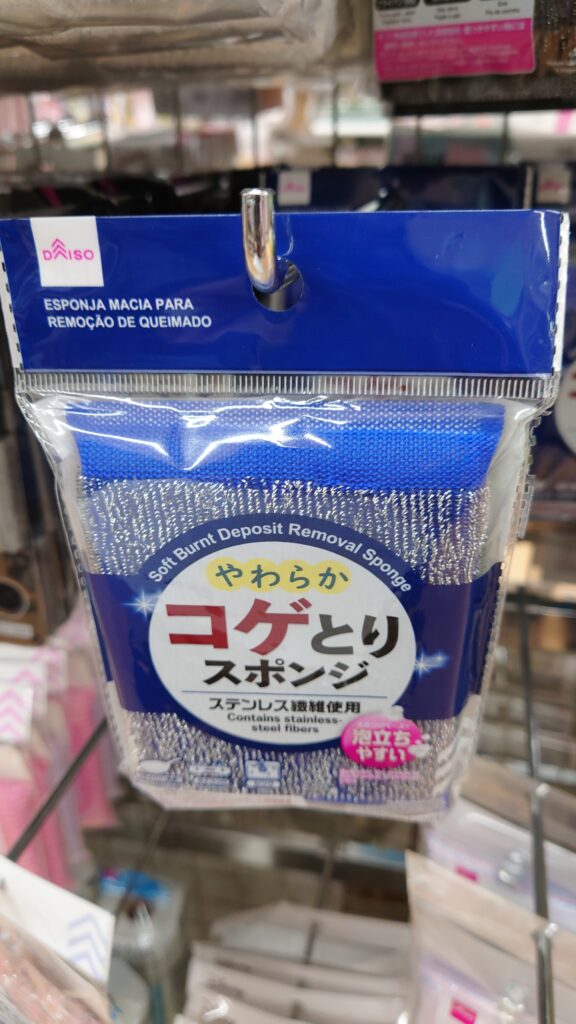 DAISO
ESPONJA MACIA PARA
REMOÇÃO DE QUEIMADO
Soft Burnt Deposit Removal Sponge
やわらか
コゲとり
スポンジ
ステンレス繊維使用
Contains stainless-
steel fibers
泡立ち
やすい